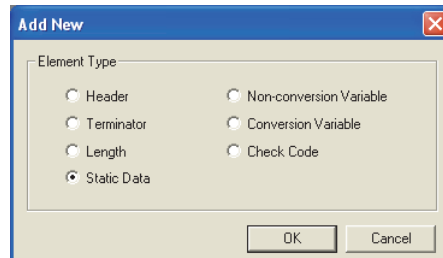 Add New
Element Type
Header
Non-conversion Variable
Terminator
Conversion Variable
Length
Check Code
Static Data
OK
Cancel